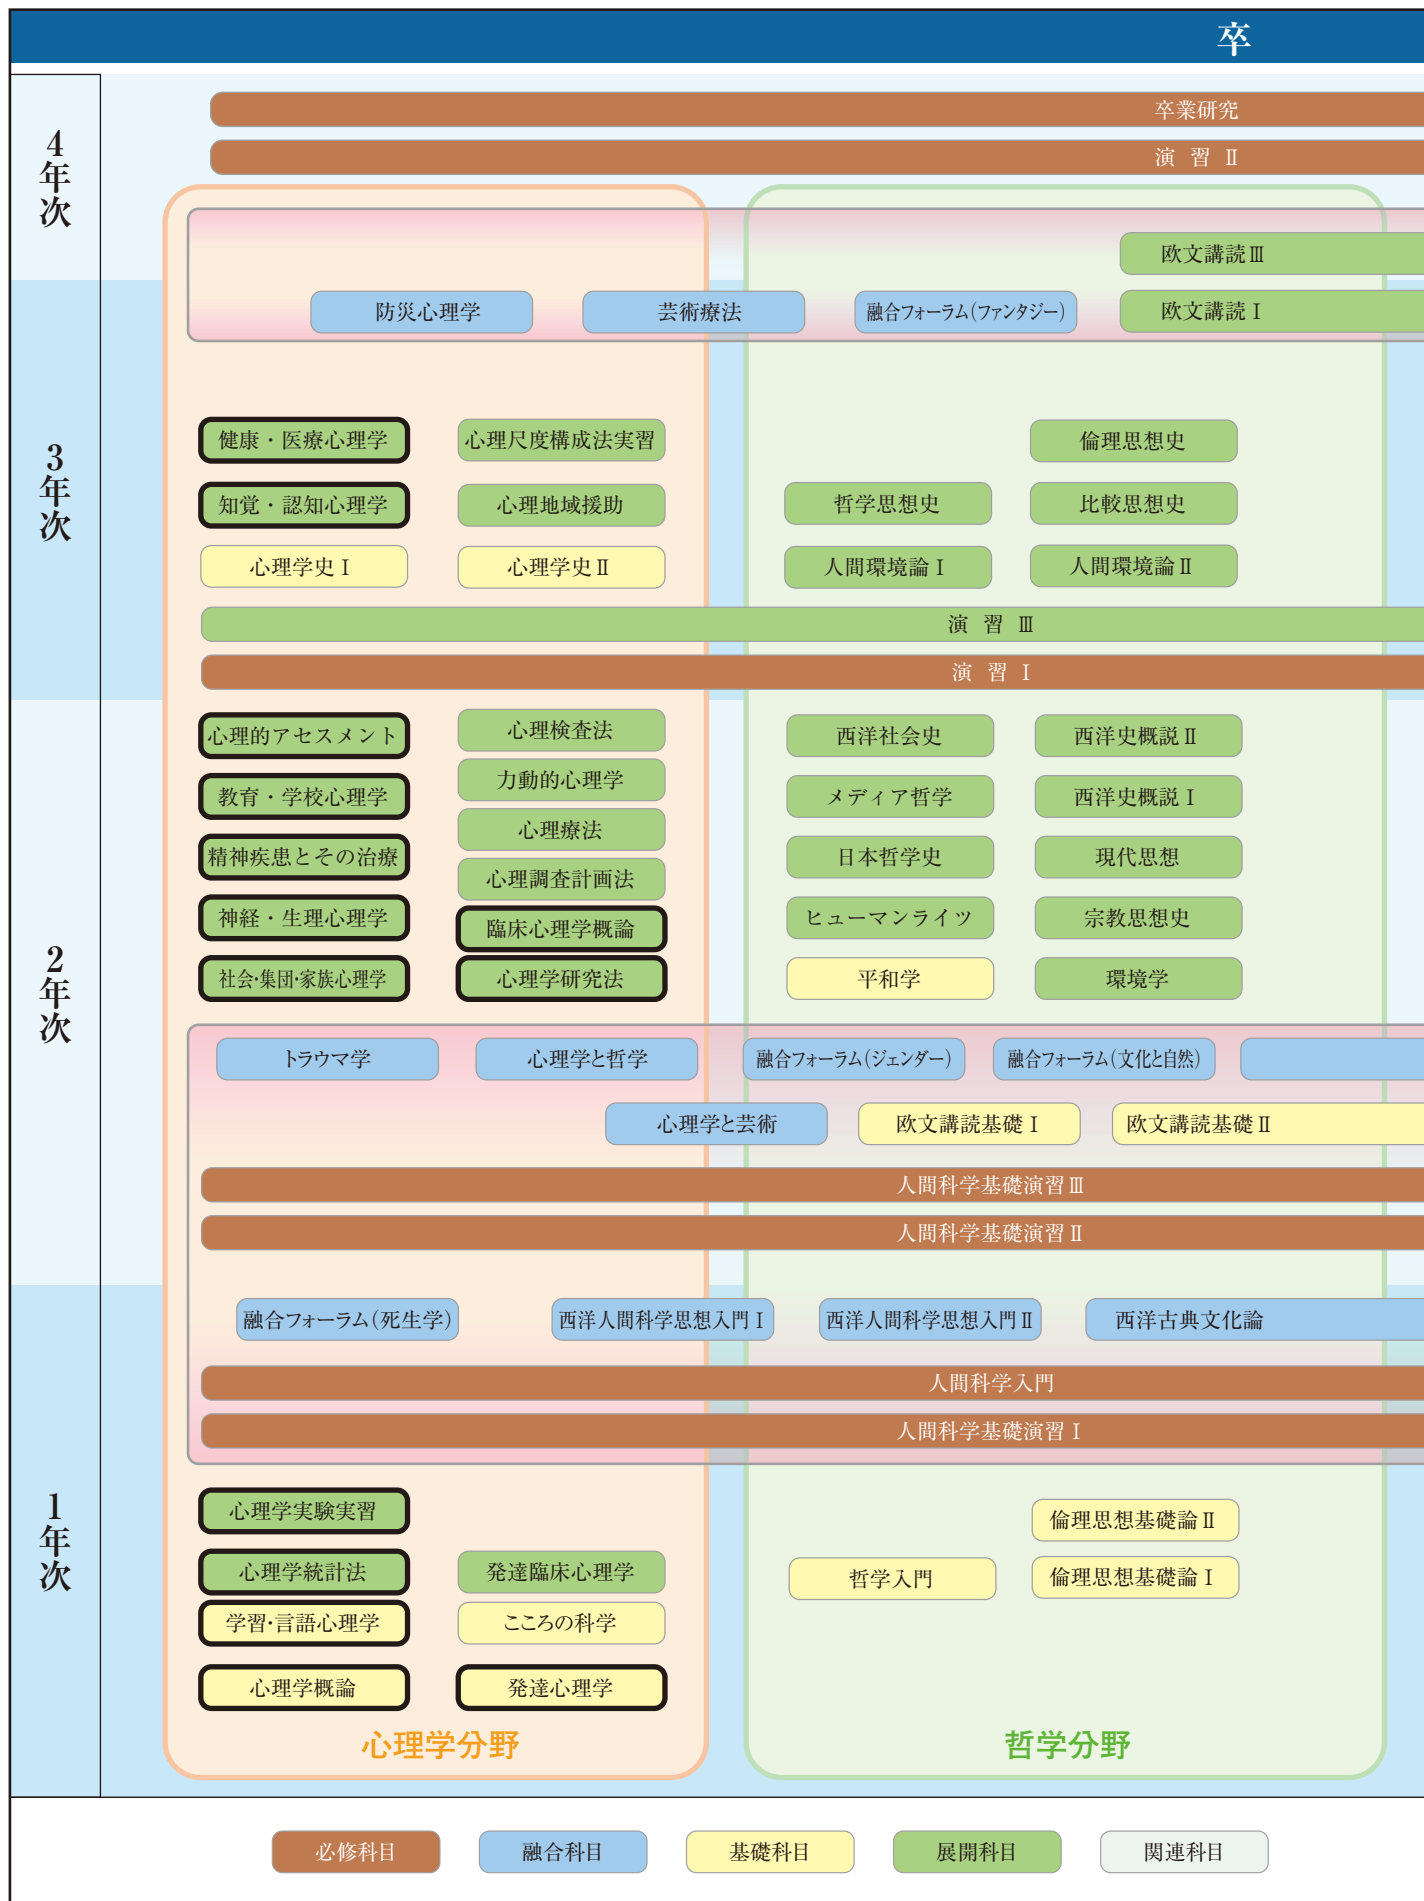 卒
4年次
卒業研究
演習Ⅱ
欧文講読Ⅲ
防災心理学
芸術療法
融合フォーラム(ファンタジー)
欧文講読Ⅰ
3年次
健康・医療心理学
心理尺度構成法実習
倫理思想史
知覚・認知心理学
心理地域援助
哲学思想史
比較思想史
心理学史Ⅰ
心理学史Ⅱ
人間環境論Ⅰ
人間環境論Ⅱ
演習Ⅲ
演習Ⅰ
2年次
心理的アセスメント
心理検査法
西洋社会史
西洋史概説Ⅱ
教育・学校心理学
力動的心理学
メディア哲学
西洋史概説Ⅰ
心理療法
精神疾患とその治療
心理調査計画法
日本哲学史
現代思想
神経・生理心理学
臨床心理学概論
ヒューマンライツ
宗教思想史
社会・集団・家族心理学
心理学研究法
平和学
環境学
トラウマ学
心理学と哲学
融合フォーラム(ジェンダー)
融合フォーラム(文化と自然)
心理学と芸術
欧文講読基礎Ⅰ
欧文講読基礎Ⅱ
人間科学基礎演習Ⅲ
人間科学基礎演習Ⅱ
1年次
融合フォーラム(死生学)
西洋人間科学思想入門Ⅰ
西洋人間科学思想入門Ⅱ
西洋古典文化論
人間科学入門
人間科学基礎演習Ⅰ
心理学実験実習
倫理思想基礎論Ⅱ
心理学統計法
発達臨床心理学
哲学入門
倫理思想基礎論Ⅰ
学習・言語心理学
こころの科学
心理学概論
発達心理学
心理学分野
哲学分野
必修科目
融合科目
基礎科目
展開科目
関連科目